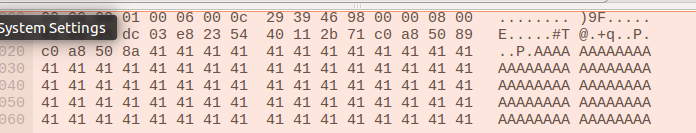 00 00 00 01 00 06 00 0c 29 39 46 98 00 00 08 00 ........ )9F.....
System Settings dc 03 e8 23 54 40 11 2b 71 c0 a8 50 89 E.....#T @.+q..P.
020 c0 a8 50 8a 41 41 41 41 41 41 41 41 41 41 41 41 ..P.AAAA AAAAAAAA
030 41 41 41 41 41 41 41 41 41 41 41 41 41 41 41 41 AAAAAAAA AAAAAAAA
040 41 41 41 41 41 41 41 41 41 41 41 41 41 41 41 41 AAAAAAAA AAAAAAAA
050 41 41 41 41 41 41 41 41 41 41 41 41 41 41 41 41 AAAAAAAA AAAAAAAA
060 41 41 41 41 41 41 41 41 41 41 41 41 41 41 41 41 AAAAAAAA AAAAAAAA